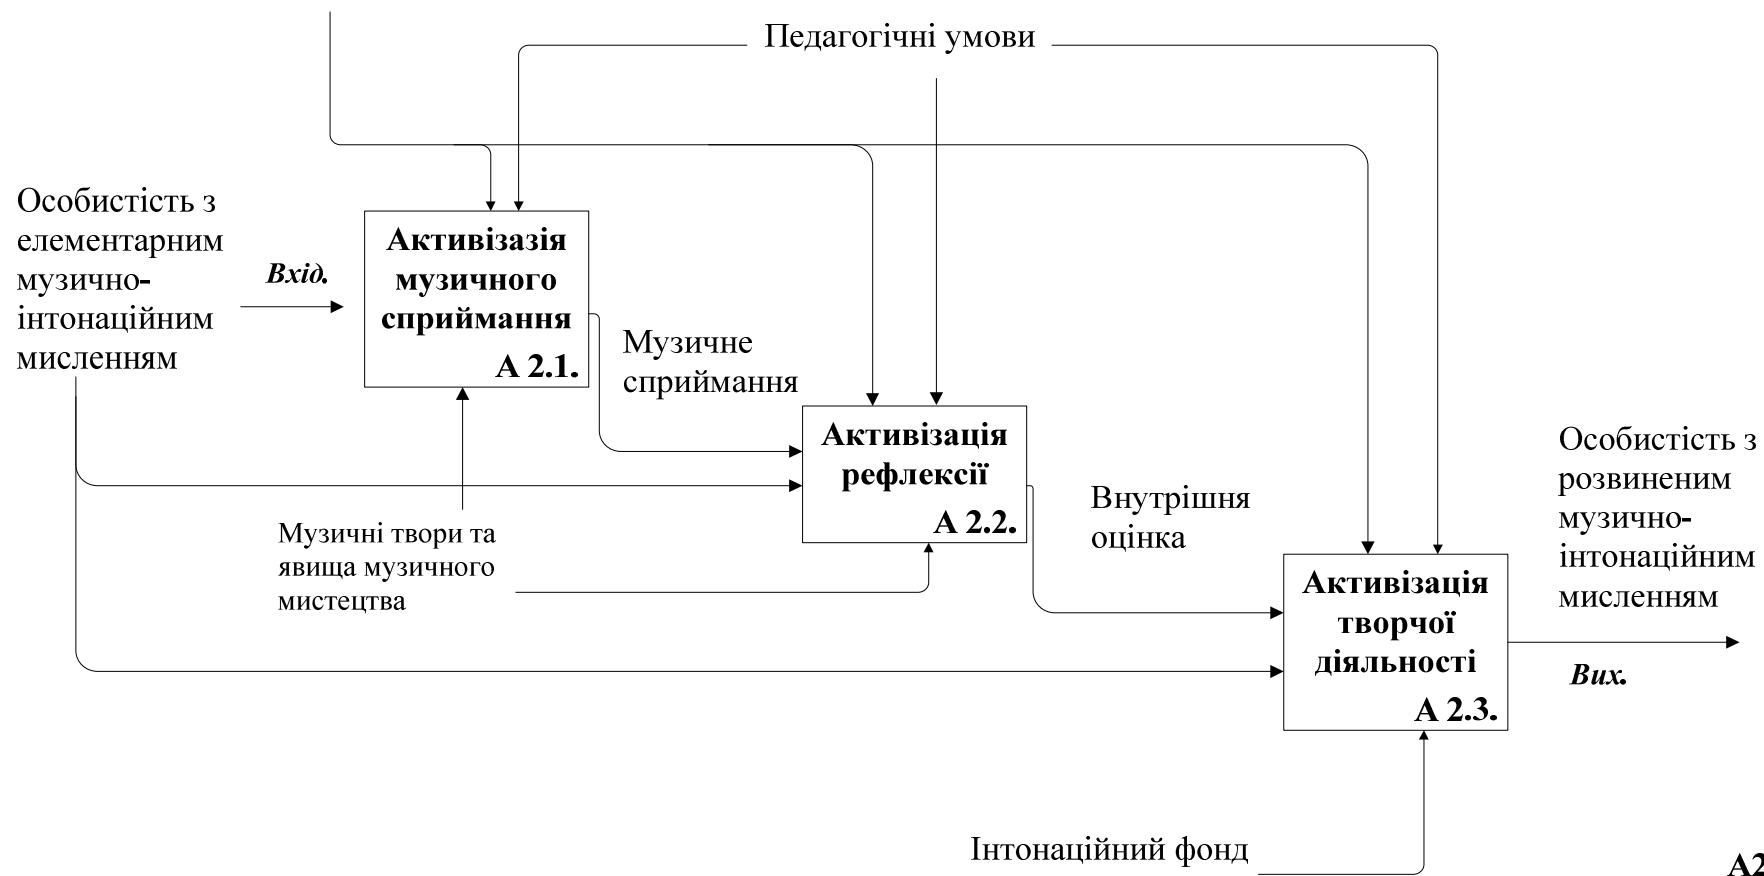 Педагогічні умови
Особистість з
елементарним
музично-
інтонаційним
мисленням
Вхід.
Активізазія
музичного
сприймання
А 2.1.
Музичне
сприймання
Активізація
рефлексії
А 2.2.
Музичні твори та
явища музичного
мистецтва
Внутрішня
оцінка
Активізація
творчої
діяльності
А 2.3.
Особистість з
розвиненим
музично-
інтонаційним
мисленням
Вих.
Інтонаційний фонд
А2